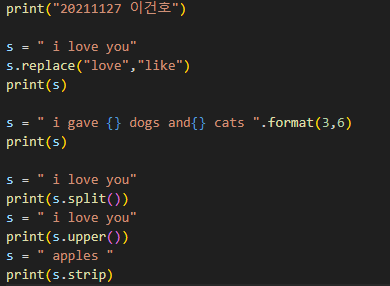 print("20211127 이건호")
s = " i love you"
s.replace("love","like")
print(s)
s = " i gave {} dogs and{} cats ".format(3,6)
print(s)
s = " i love you"
print(s.split())
s = " i love you"
print(s.upper())
s = " apples "
print(s.strip)